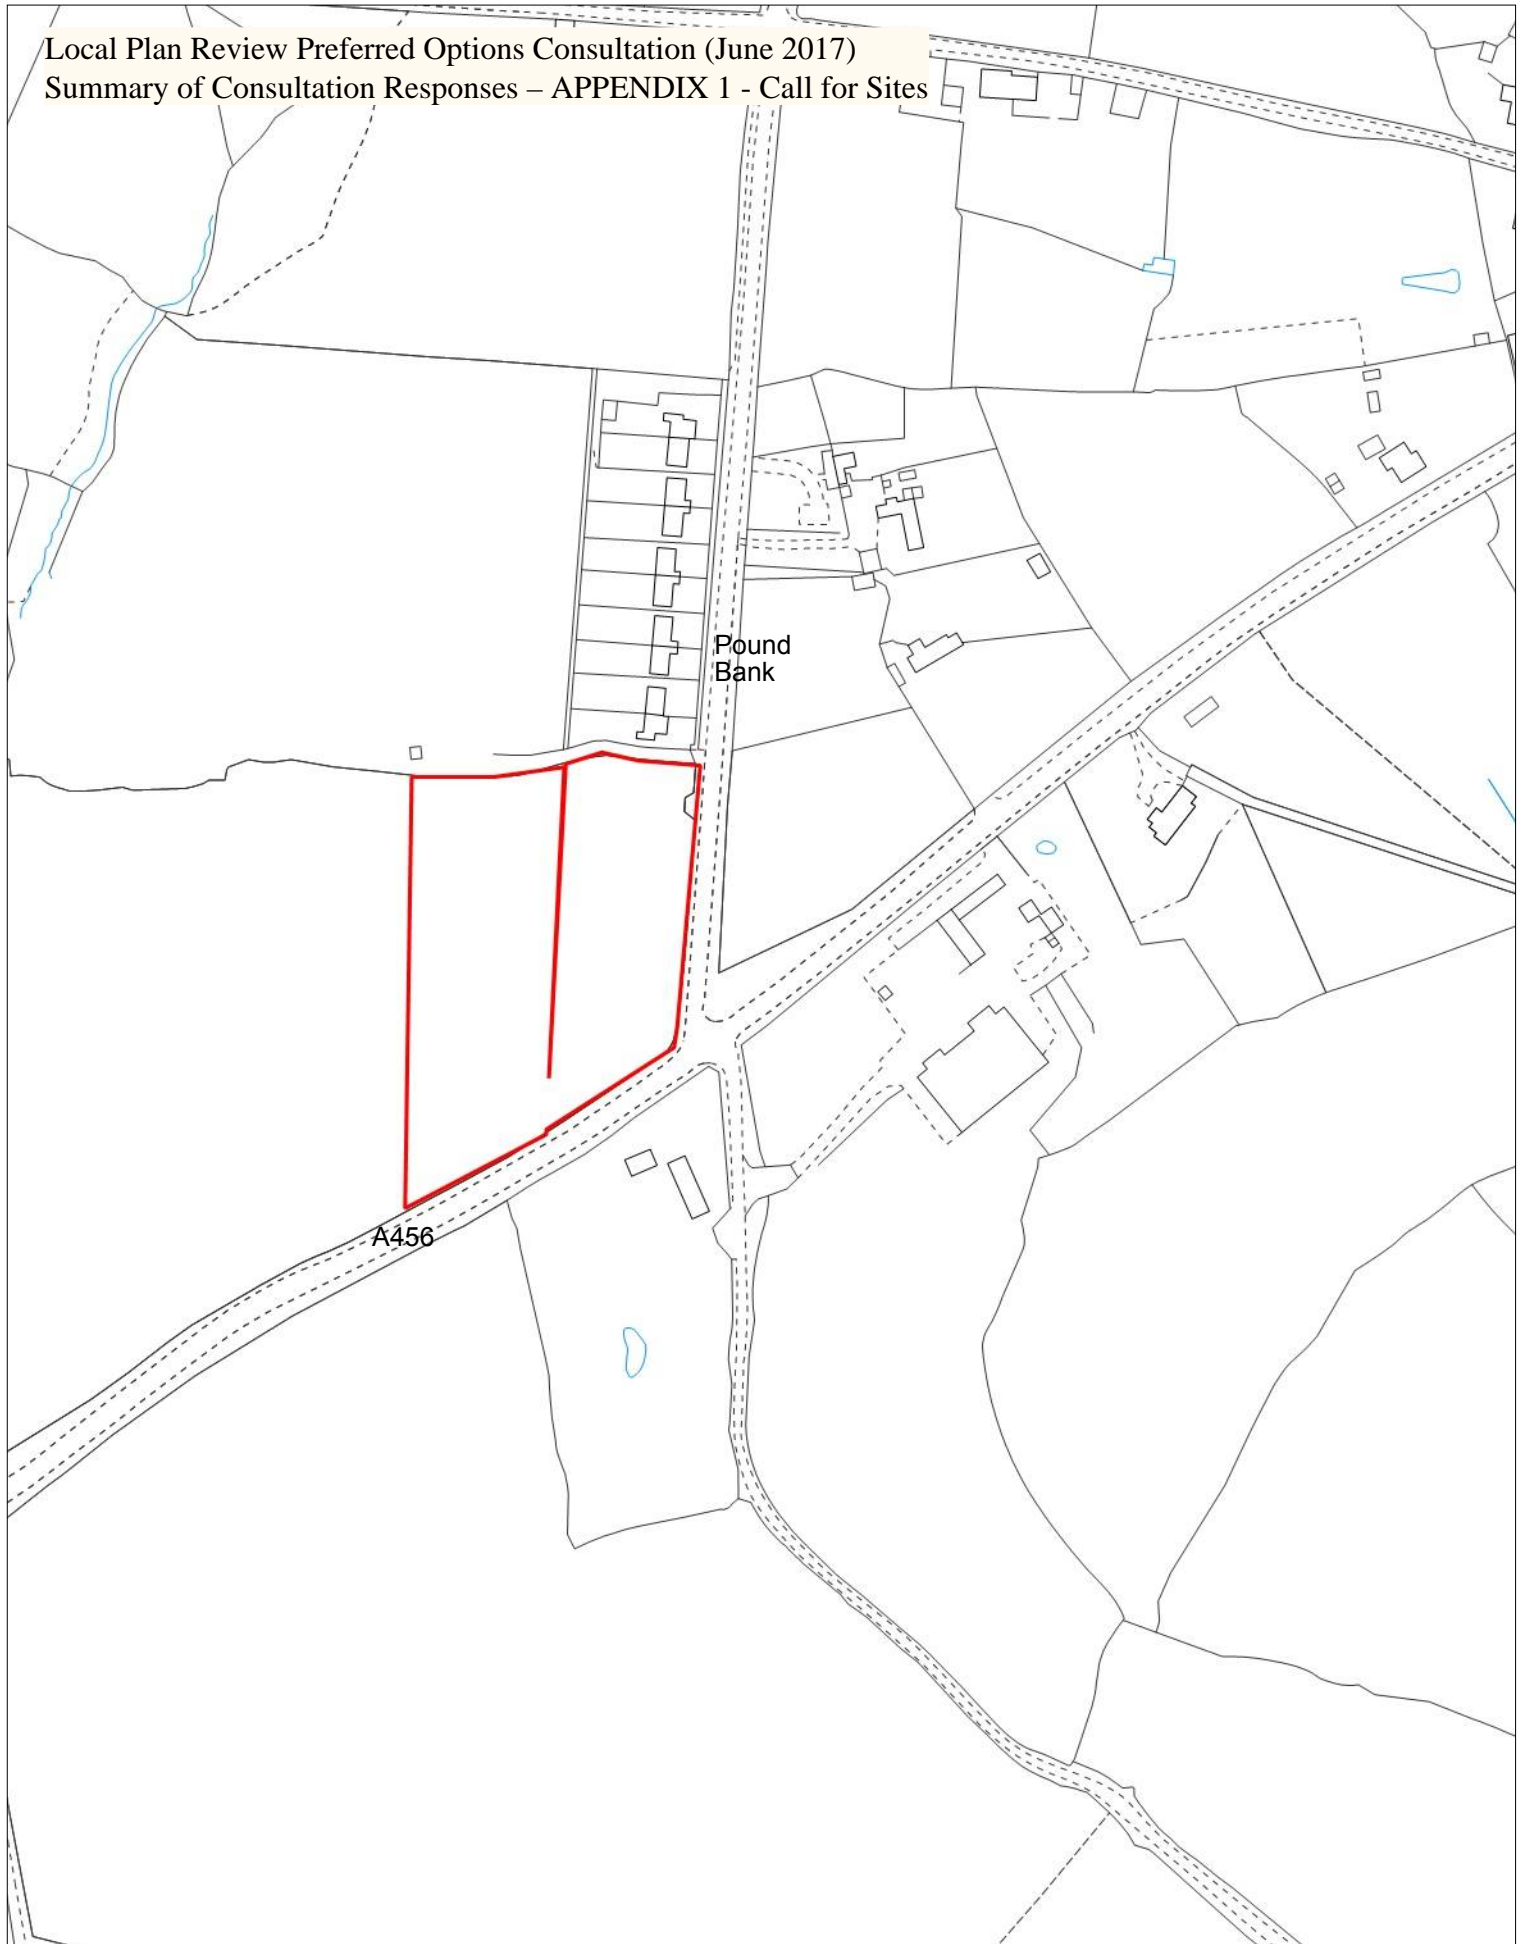 Local Plan Review Preferred Options Consultation (June 2017)
Summary of Consultation Responses – APPENDIX 1 - Call for Sites
Pound
Bank
A456